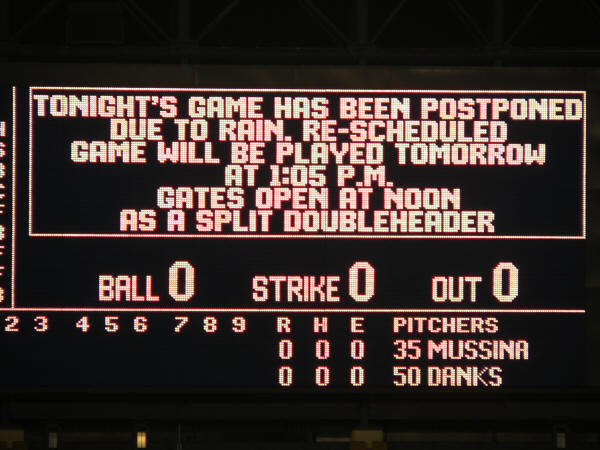 TONIGHT'S GAME HAS BEEN POSTPONED
DUE TO RAIN. RE-SCHEDULED
GAME WILL BE PLAYED TOMORROW
AT 1:05 P.M.
GATES OPEN AT NOON
AS A SPLIT DOUBLEHEADER
BALL 0 STRIKE 0 OUT 0
2 3 4 5 6 7 8 9 R H E PITCHERS
0 0 0 35 MUSSINA
0 0 0 50 DANKS